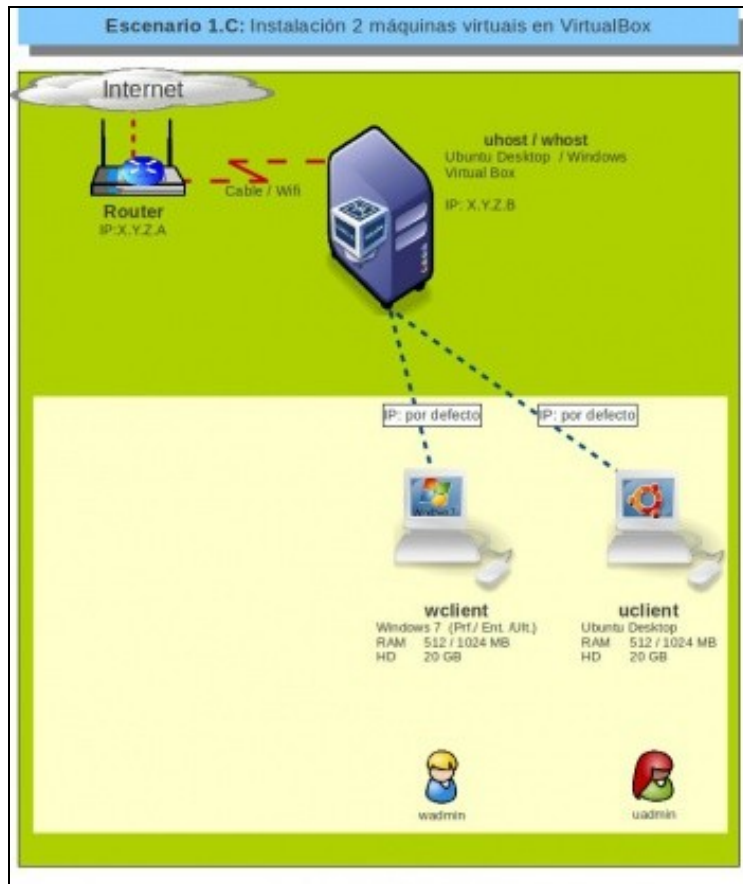 Escenario 1.C: Instalación 2 máquinas virtuais en VirtualBox
Internet
Router
IP:X.Y.Z.A
Cable / Wifi
uhost / whost
Ubuntu Desktop / Windows
Virtual Box
IP: X.Y.Z.B
IP: por defecto
IP: por defecto
Windows 7
wclient
Windows 7 (Prf./ Ent. /Ult.)
RAM 512 / 1024 MB
HD 20 GB
uclient
Ubuntu Desktop
RAM 512 / 1024 MB
HD 20 GB
wadmin
uadmin